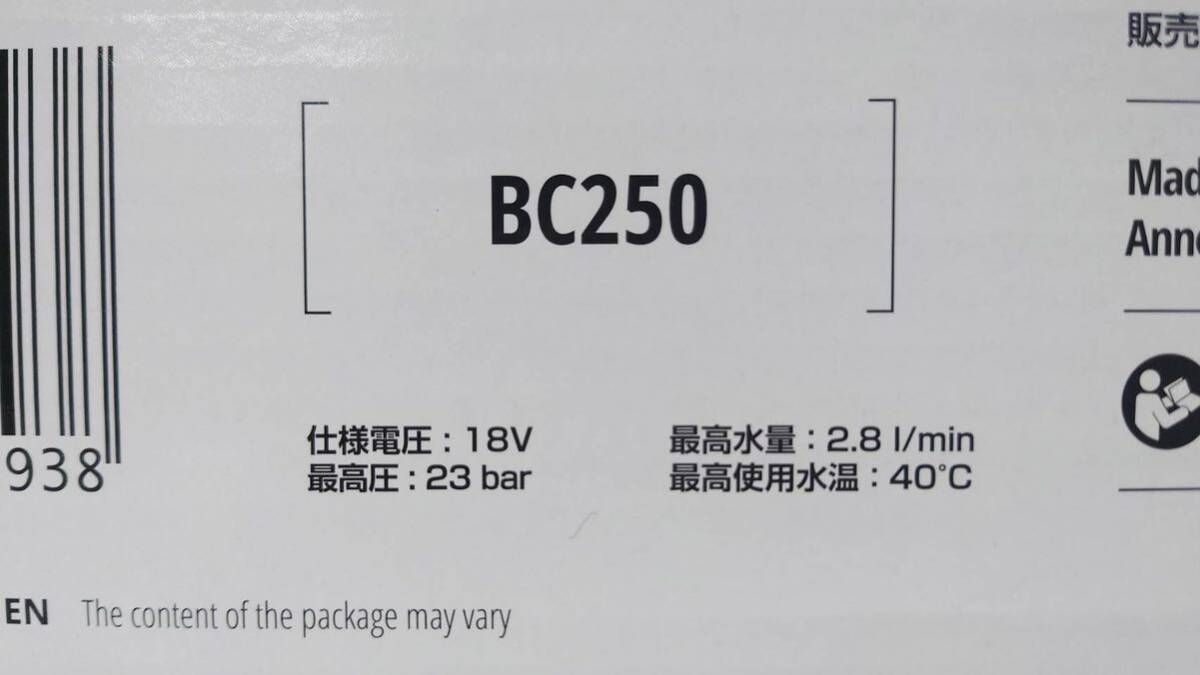 販売
BC250
Mad
Ann
仕様電圧 : 18V
最高圧 : 23 bar
最高水量 : 2.8 l/min
最高使用水温 : 40°C
938
EN The content of the package may vary